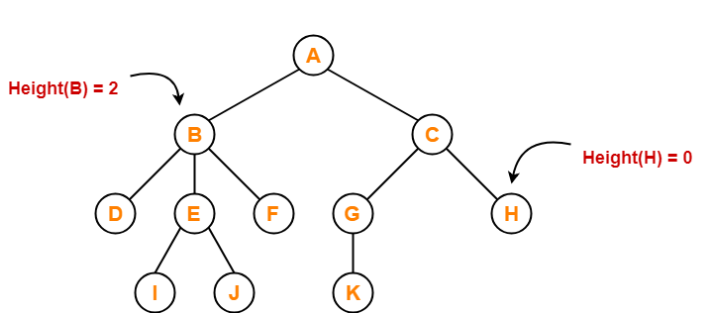 A
Height(B) = 2
B
C
Height(H) = 0
D
E
F
G
H
I
J
K